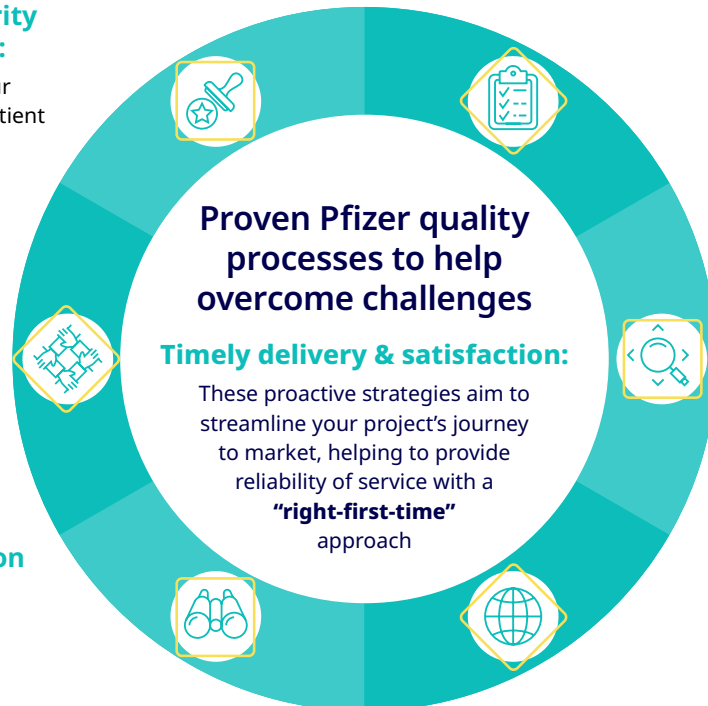 Proven Pfizer quality
processes to help
overcome challenges
Timely delivery & satisfaction:
These proactive strategies aim to
streamline your project’s journey
to market, helping to provide
reliability of service with a
“right-first-time”
approach